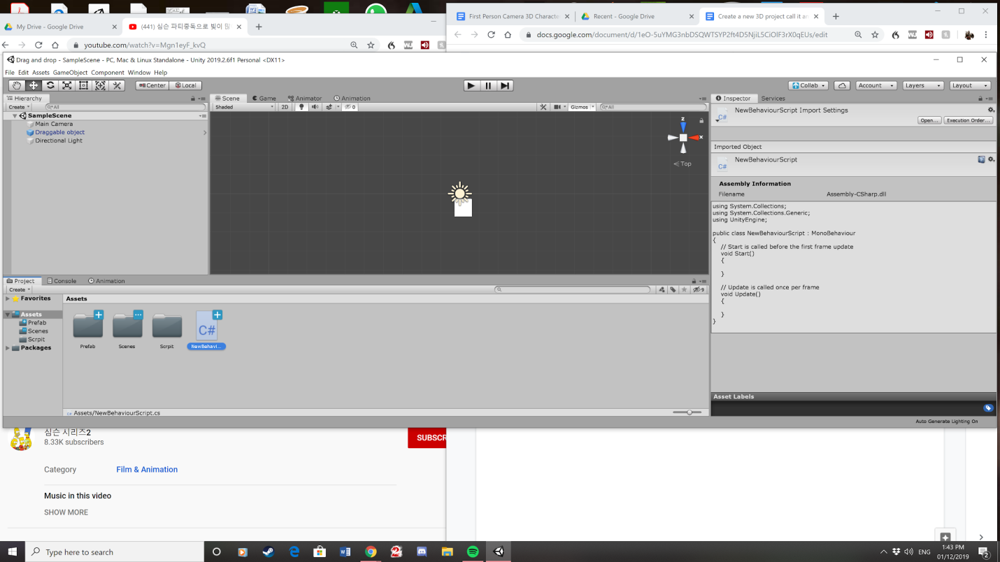 My Drive - Google Drive
(441) 심슨 파티중독으로 빚이 많
youtube.com/watch?v=Mgn1eyF_kvQ
First Person Camera 3D Character
Recent - Google Drive
Create a new 3D project call it an
docs.google.com/document/d/1eO-5uYMG3nbDSQWTSYP2ft4D5NjiLSCiOlF3rX0qEUs/edit
Drag and drop - SampleScene - PC, Mac & Linux Standalone - Unity 2019.2.6f1 Personal <DX11>
File Edit Assets GameObject Component Window Help
Center Local
Collab Account Layers Layout
Hierarchy
Create All
SampleScene
Main Camera
Draggable object
Directional Light
Scene Game Animator Animation
Shaded 2D 0 Gizmos All
z
x
Top
Inspector Services
NewBehaviourScript Import Settings
C#
Open... Execution Order...
Imported Object
NewBehaviourScript
C#
Assembly Information
Filename Assembly-CSharp.dll
using System.Collections;
using System.Collections.Generic;
using UnityEngine;
public class NewBehaviourScript : MonoBehaviour
{
// Start is called before the first frame update
void Start()
{
}
// Update is called once per frame
void Update()
{
}
}
Asset Labels
Auto Generate Lighting On
Project Console Animation
Create 9
Favorites
Assets
Prefab
Scenes
Scrpit
Packages
Assets
C#
Prefab Scenes Scrpit NewBehavi...
Assets/NewBehaviourScript.cs
심슨 시리즈2
8.33K subscribers
SUBSCR
Category Film & Animation
Music in this video
SHOW MORE
Type here to search
ENG
1:43 PM
01/12/2019
2